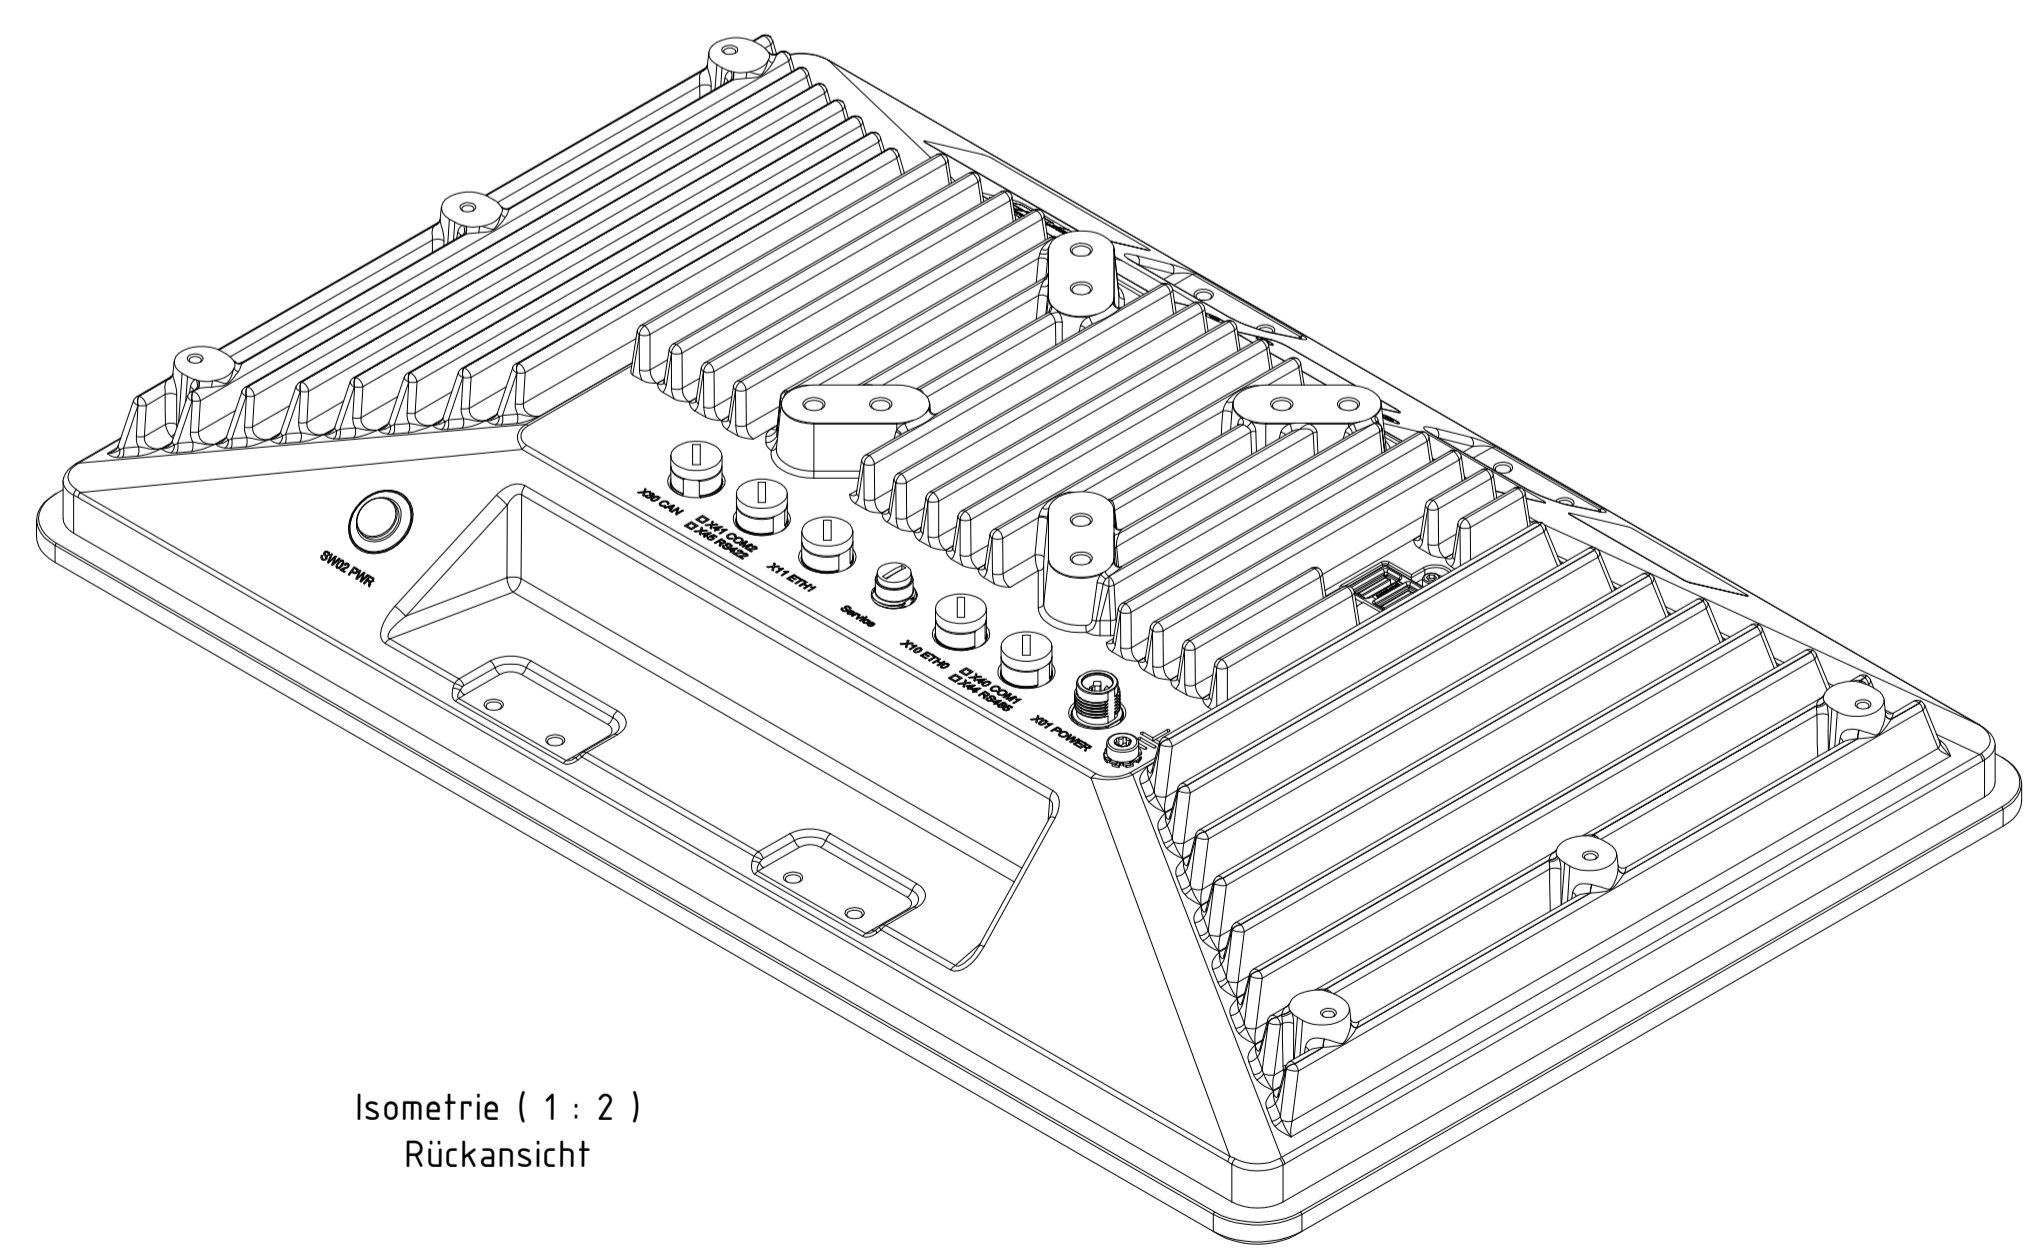 SW02 PWR
X30 CAN
☐X41 COM2
☐X45 RS422
X11 ETH1
Service
X10 ETH0
☐X40 COM1
☐X44 RS485
X01 POWER
Isometrie ( 1 : 2 )
Rückansicht